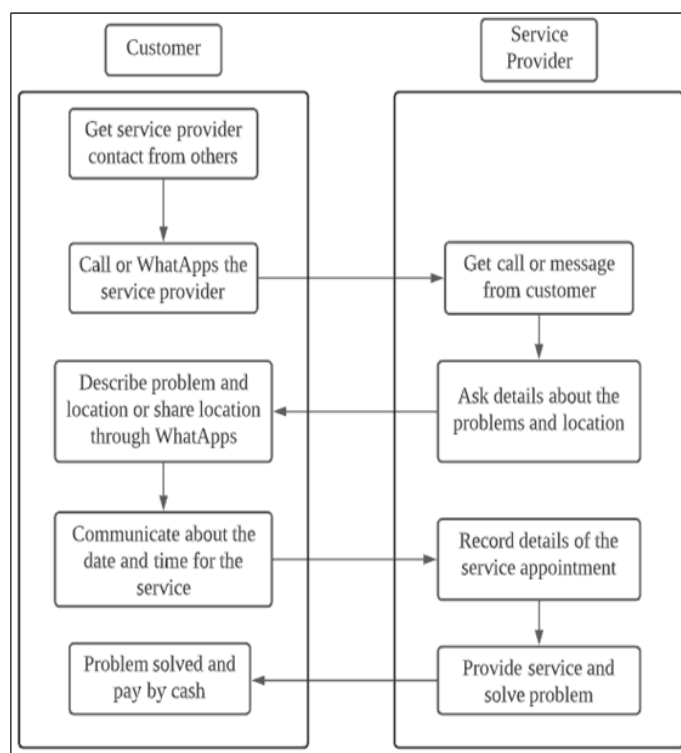 Customer
Service
Provider
Get service provider
contact from others
Call or WhatApps the
service provider
Get call or message
from customer
Ask details about the
problems and location
Describe problem and
location or share location
through WhatApps
Communicate about the
date and time for the
service
Record details of the
service appointment
Provide service and
solve problem
Problem solved and
pay by cash